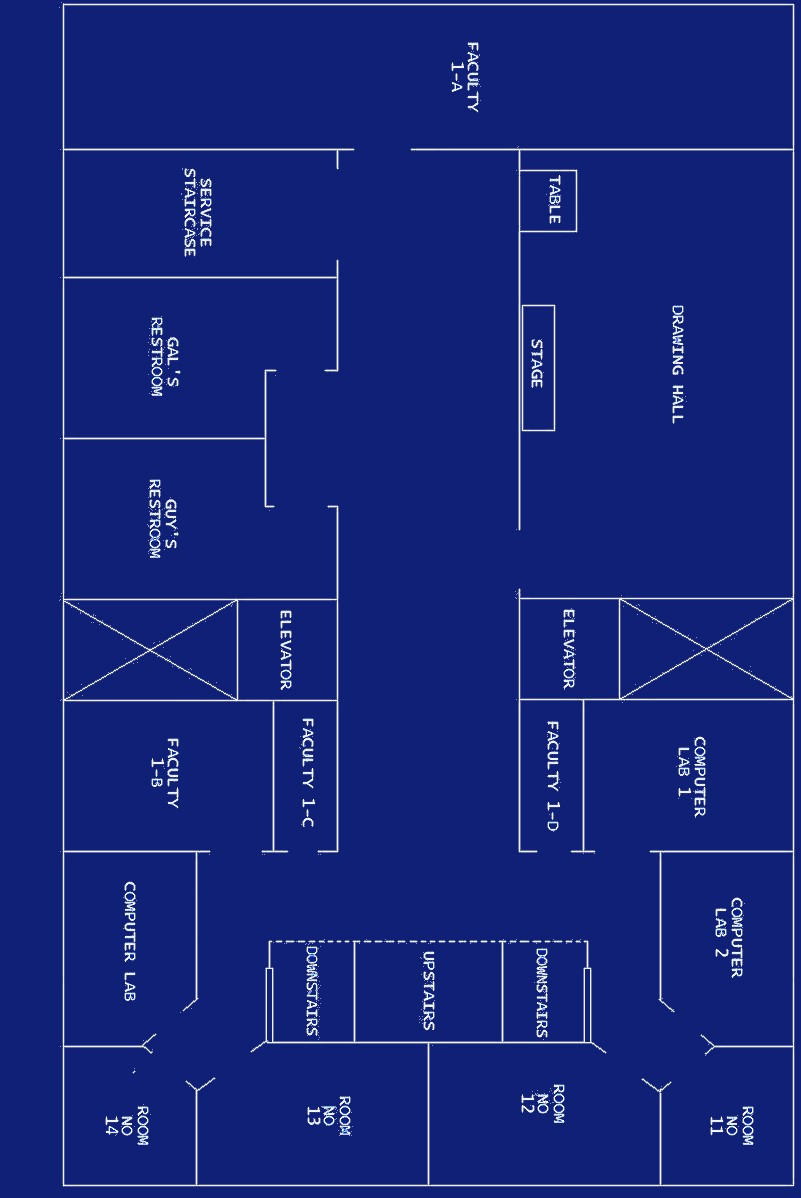 FACULTY
1-A
SERVICE
STAIRCASE
TABLE
GAL'S
RESTROOM
STAGE
DRAWING HALL
GUY'S
RESTROOM
ELEVATOR
ELEVATOR
FACULTY
1-B
FACULTY 1-C
FACULTY 1-D
COMPUTER
LAB 1
COMPUTER LAB
DOWNSTAIRS
UPSTAIRS
DOWNSTAIRS
COMPUTER
LAB 2
ROOM
NO
14
ROOM
NO
13
ROOM
NO
12
ROOM
NO
11